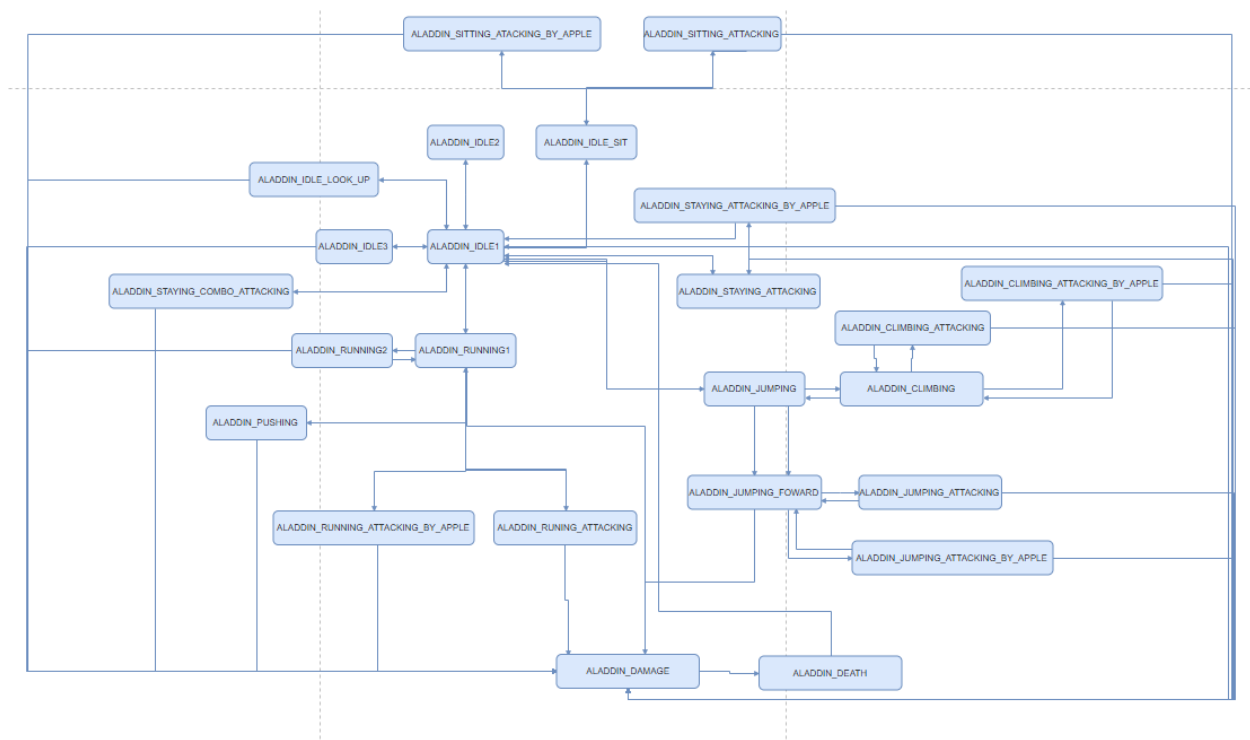 ALADDIN_SITTING_ATACKING_BY_APPLE
ALADDIN_SITTING_ATTACKING
ALADDIN_IDLE2
ALADDIN_IDLE_SIT
ALADDIN_IDLE_LOOK_UP
ALADDIN_STAYING_ATTACKING_BY_APPLE
ALADDIN_IDLE3
ALADDIN_IDLE1
ALADDIN_STAYING_COMBO_ATTACKING
ALADDIN_STAYING_ATTACKING
ALADDIN_CLIMBING_ATTACKING_BY_APPLE
ALADDIN_CLIMBING_ATTACKING
ALADDIN_RUNNING2
ALADDIN_RUNNING1
ALADDIN_JUMPING
ALADDIN_CLIMBING
ALADDIN_PUSHING
ALADDIN_JUMPING_FOWARD
ALADDIN_JUMPING_ATTACKING
ALADDIN_RUNNING_ATTACKING_BY_APPLE
ALADDIN_RUNING_ATTACKING
ALADDIN_JUMPING_ATTACKING_BY_APPLE
ALADDIN_DAMAGE
ALADDIN_DEATH